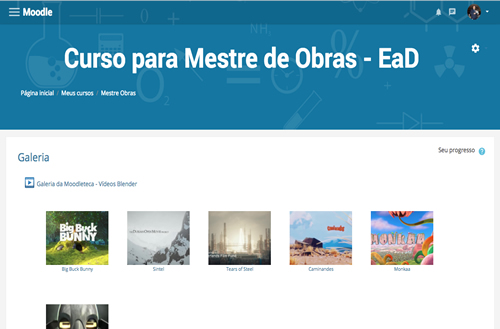 Moodle
Curso para Mestre de Obras - EaD
Página inicial / Meus cursos / Mestre Obras
Seu progresso ?
Galeria
Galeria da Moodleteca - Vídeos Blender
BIG BUCK
BUNNY
Big Buck Bunny
Sintel
Tears of Steel
Caminandes
Monkaa